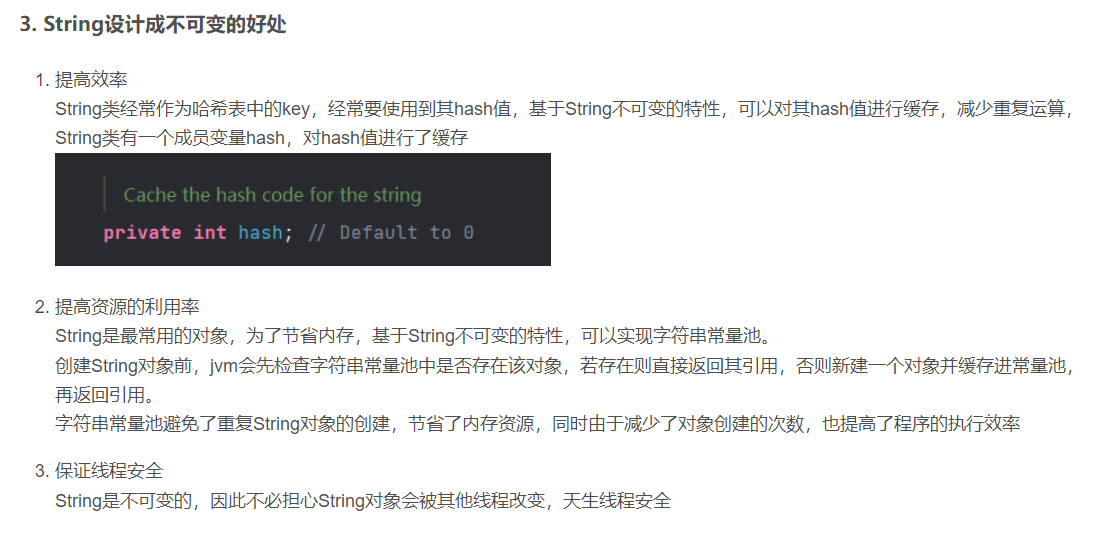 3. String设计成不可变的好处
1. 提高效率
String类经常作为哈希表中的key，经常要使用到其hash值，基于String不可变的特性，可以对其hash值进行缓存，减少重复运算，
String类有一个成员变量hash，对hash值进行了缓存
Cache the hash code for the string
private int hash; // Default to 0
2. 提高资源的利用率
String是最常用的对象，为了节省内存，基于String不可变的特性，可以实现字符串常量池。
创建String对象前，jvm会先检查字符串常量池中是否存在该对象，若存在则直接返回其引用，否则新建一个对象并缓存进常量池，
再返回引用。
字符串常量池避免了重复String对象的创建，节省了内存资源，同时由于减少了对象创建的次数，也提高了程序的执行效率
3. 保证线程安全
String是不可变的，因此不必担心String对象会被其他线程改变，天生线程安全